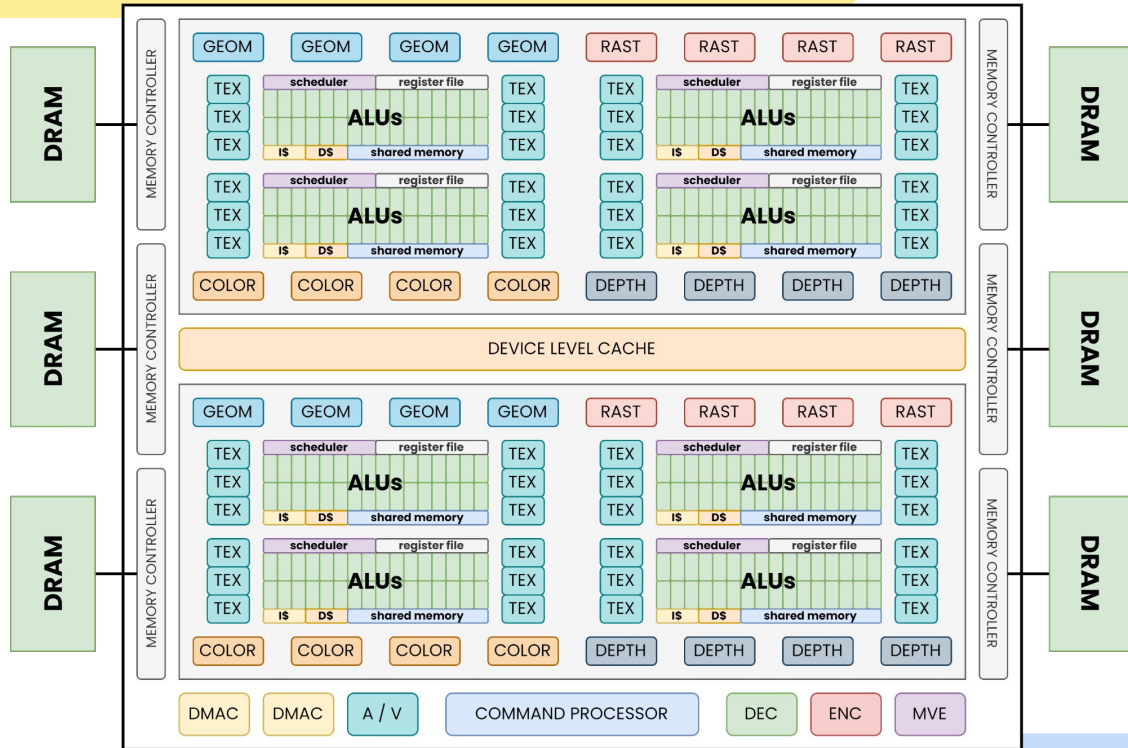 GEOM GEOM GEOM GEOM RAST RAST RAST RAST
DRAM
MEMORY CONTROLLER
TEX scheduler register file TEX TEX scheduler register file TEX
TEX ALUs TEX TEX ALUs TEX
TEX I$ D$ shared memory TEX TEX I$ D$ shared memory TEX
MEMORY CONTROLLER
DRAM
TEX scheduler register file TEX TEX scheduler register file TEX
TEX ALUs TEX TEX ALUs TEX
TEX I$ D$ shared memory TEX TEX I$ D$ shared memory TEX
COLOR COLOR COLOR COLOR DEPTH DEPTH DEPTH DEPTH
DRAM
MEMORY CONTROLLER
DEVICE LEVEL CACHE
MEMORY CONTROLLER
DRAM
GEOM GEOM GEOM GEOM RAST RAST RAST RAST
TEX scheduler register file TEX TEX scheduler register file TEX
TEX ALUs TEX TEX ALUs TEX
TEX I$ D$ shared memory TEX TEX I$ D$ shared memory TEX
DRAM
MEMORY CONTROLLER
TEX scheduler register file TEX TEX scheduler register file TEX
TEX ALUs TEX TEX ALUs TEX
TEX I$ D$ shared memory TEX TEX I$ D$ shared memory TEX
MEMORY CONTROLLER
DRAM
COLOR COLOR COLOR COLOR DEPTH DEPTH DEPTH DEPTH
DMAC DMAC A / V COMMAND PROCESSOR DEC ENC MVE